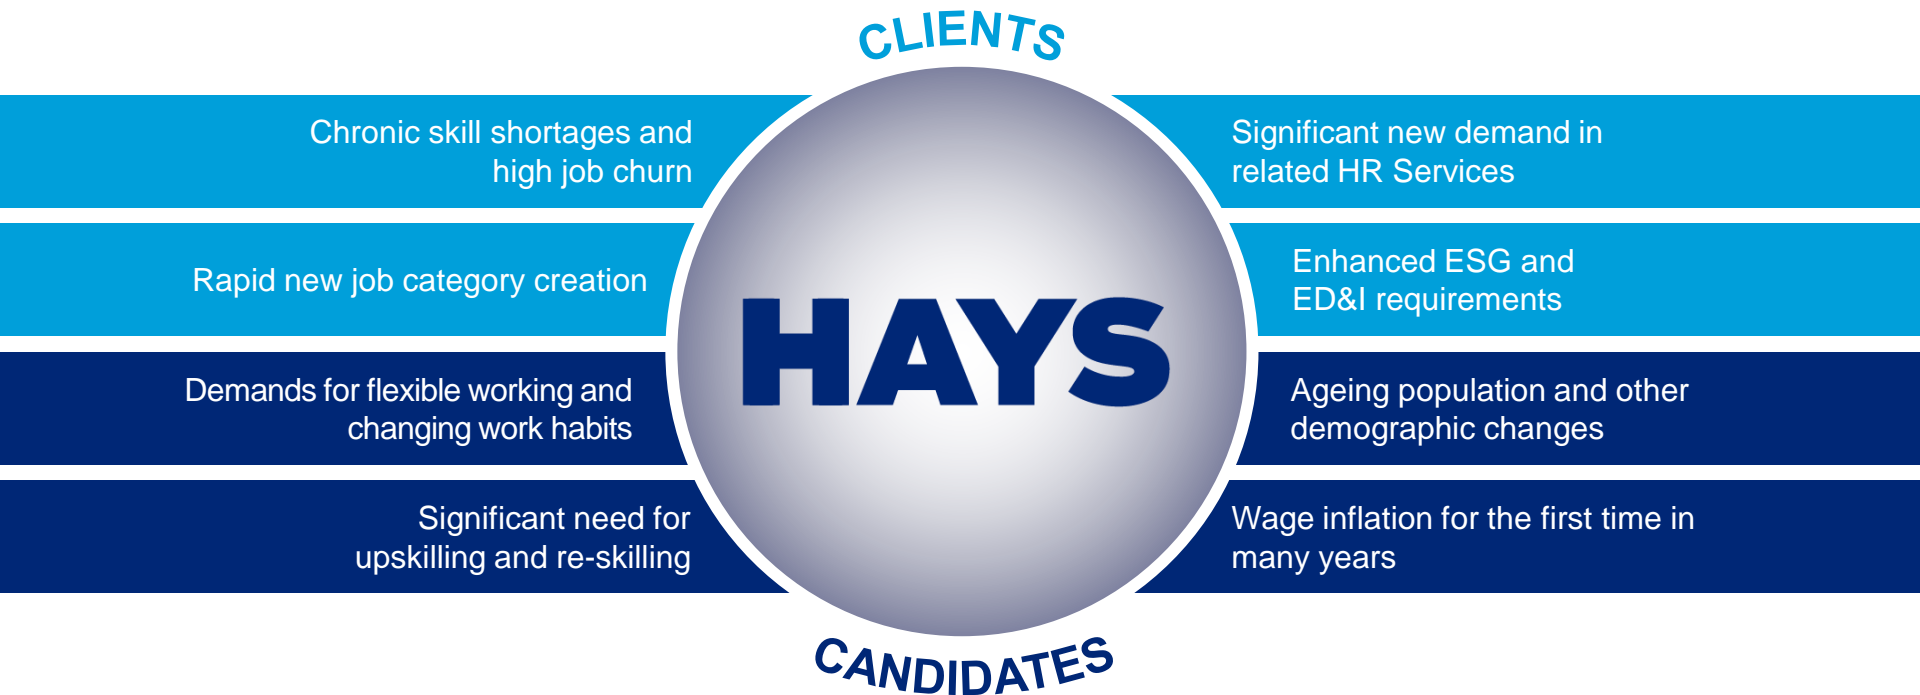 CLIENTS
Chronic skill shortages and
high job churn
Significant new demand in
related HR Services
Rapid new job category creation
Enhanced ESG and
ED&I requirements
HAYS
Demands for flexible working and
changing work habits
Ageing population and other
demographic changes
Significant need for
upskilling and re-skilling
Wage inflation for the first time in
many years
CANDIDATES